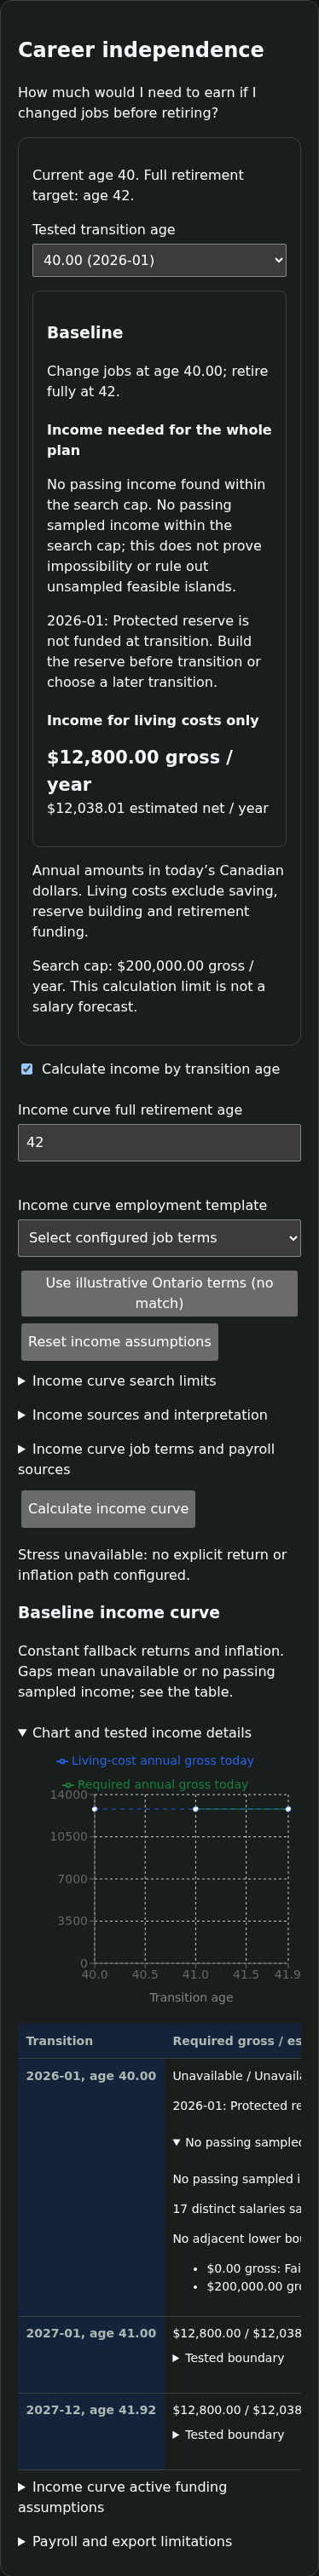 Career independence
How much would I need to earn if I
changed jobs before retiring?
Current age 40. Full retirement
target: age 42.
Tested transition age
40.00 (2026-01)
Baseline
Change jobs at age 40.00; retire
fully at 42.
Income needed for the whole
plan
No passing income found within
the search cap. No passing
sampled income within the
search cap; this does not prove
impossibility or rule out
unsampled feasible islands.
2026-01: Protected reserve is
not funded at transition. Build
the reserve before transition or
choose a later transition.
Income for living costs only
$12,800.00 gross /
year
$12,038.01 estimated net / year
Annual amounts in today’s Canadian
dollars. Living costs exclude saving,
reserve building and retirement
funding.
Search cap: $200,000.00 gross /
year. This calculation limit is not a
salary forecast.
Calculate income by transition age
Income curve full retirement age
42
Income curve employment template
Select configured job terms
Use illustrative Ontario terms (no
match)
Reset income assumptions
Income curve search limits
Income sources and interpretation
Income curve job terms and payroll
sources
Calculate income curve
Stress unavailable: no explicit return or
inflation path configured.
Baseline income curve
Constant fallback returns and inflation.
Gaps mean unavailable or no passing
sampled income; see the table.
Chart and tested income details
Living-cost annual gross today
Required annual gross today
14000
10500
7000
3500
0
40.0 40.5 41.0 41.5 41.9
Transition age
Transition Required gross / es
2026-01, age 40.00 Unavailable / Unavail
2026-01: Protected re
No passing sampled
No passing sampled i
17 distinct salaries sa
No adjacent lower bou
• $0.00 gross: Fai
• $200,000.00 gro
2027-01, age 41.00 $12,800.00 / $12,038
Tested boundary
2027-12, age 41.92 $12,800.00 / $12,038
Tested boundary
Income curve active funding
assumptions
Payroll and export limitations